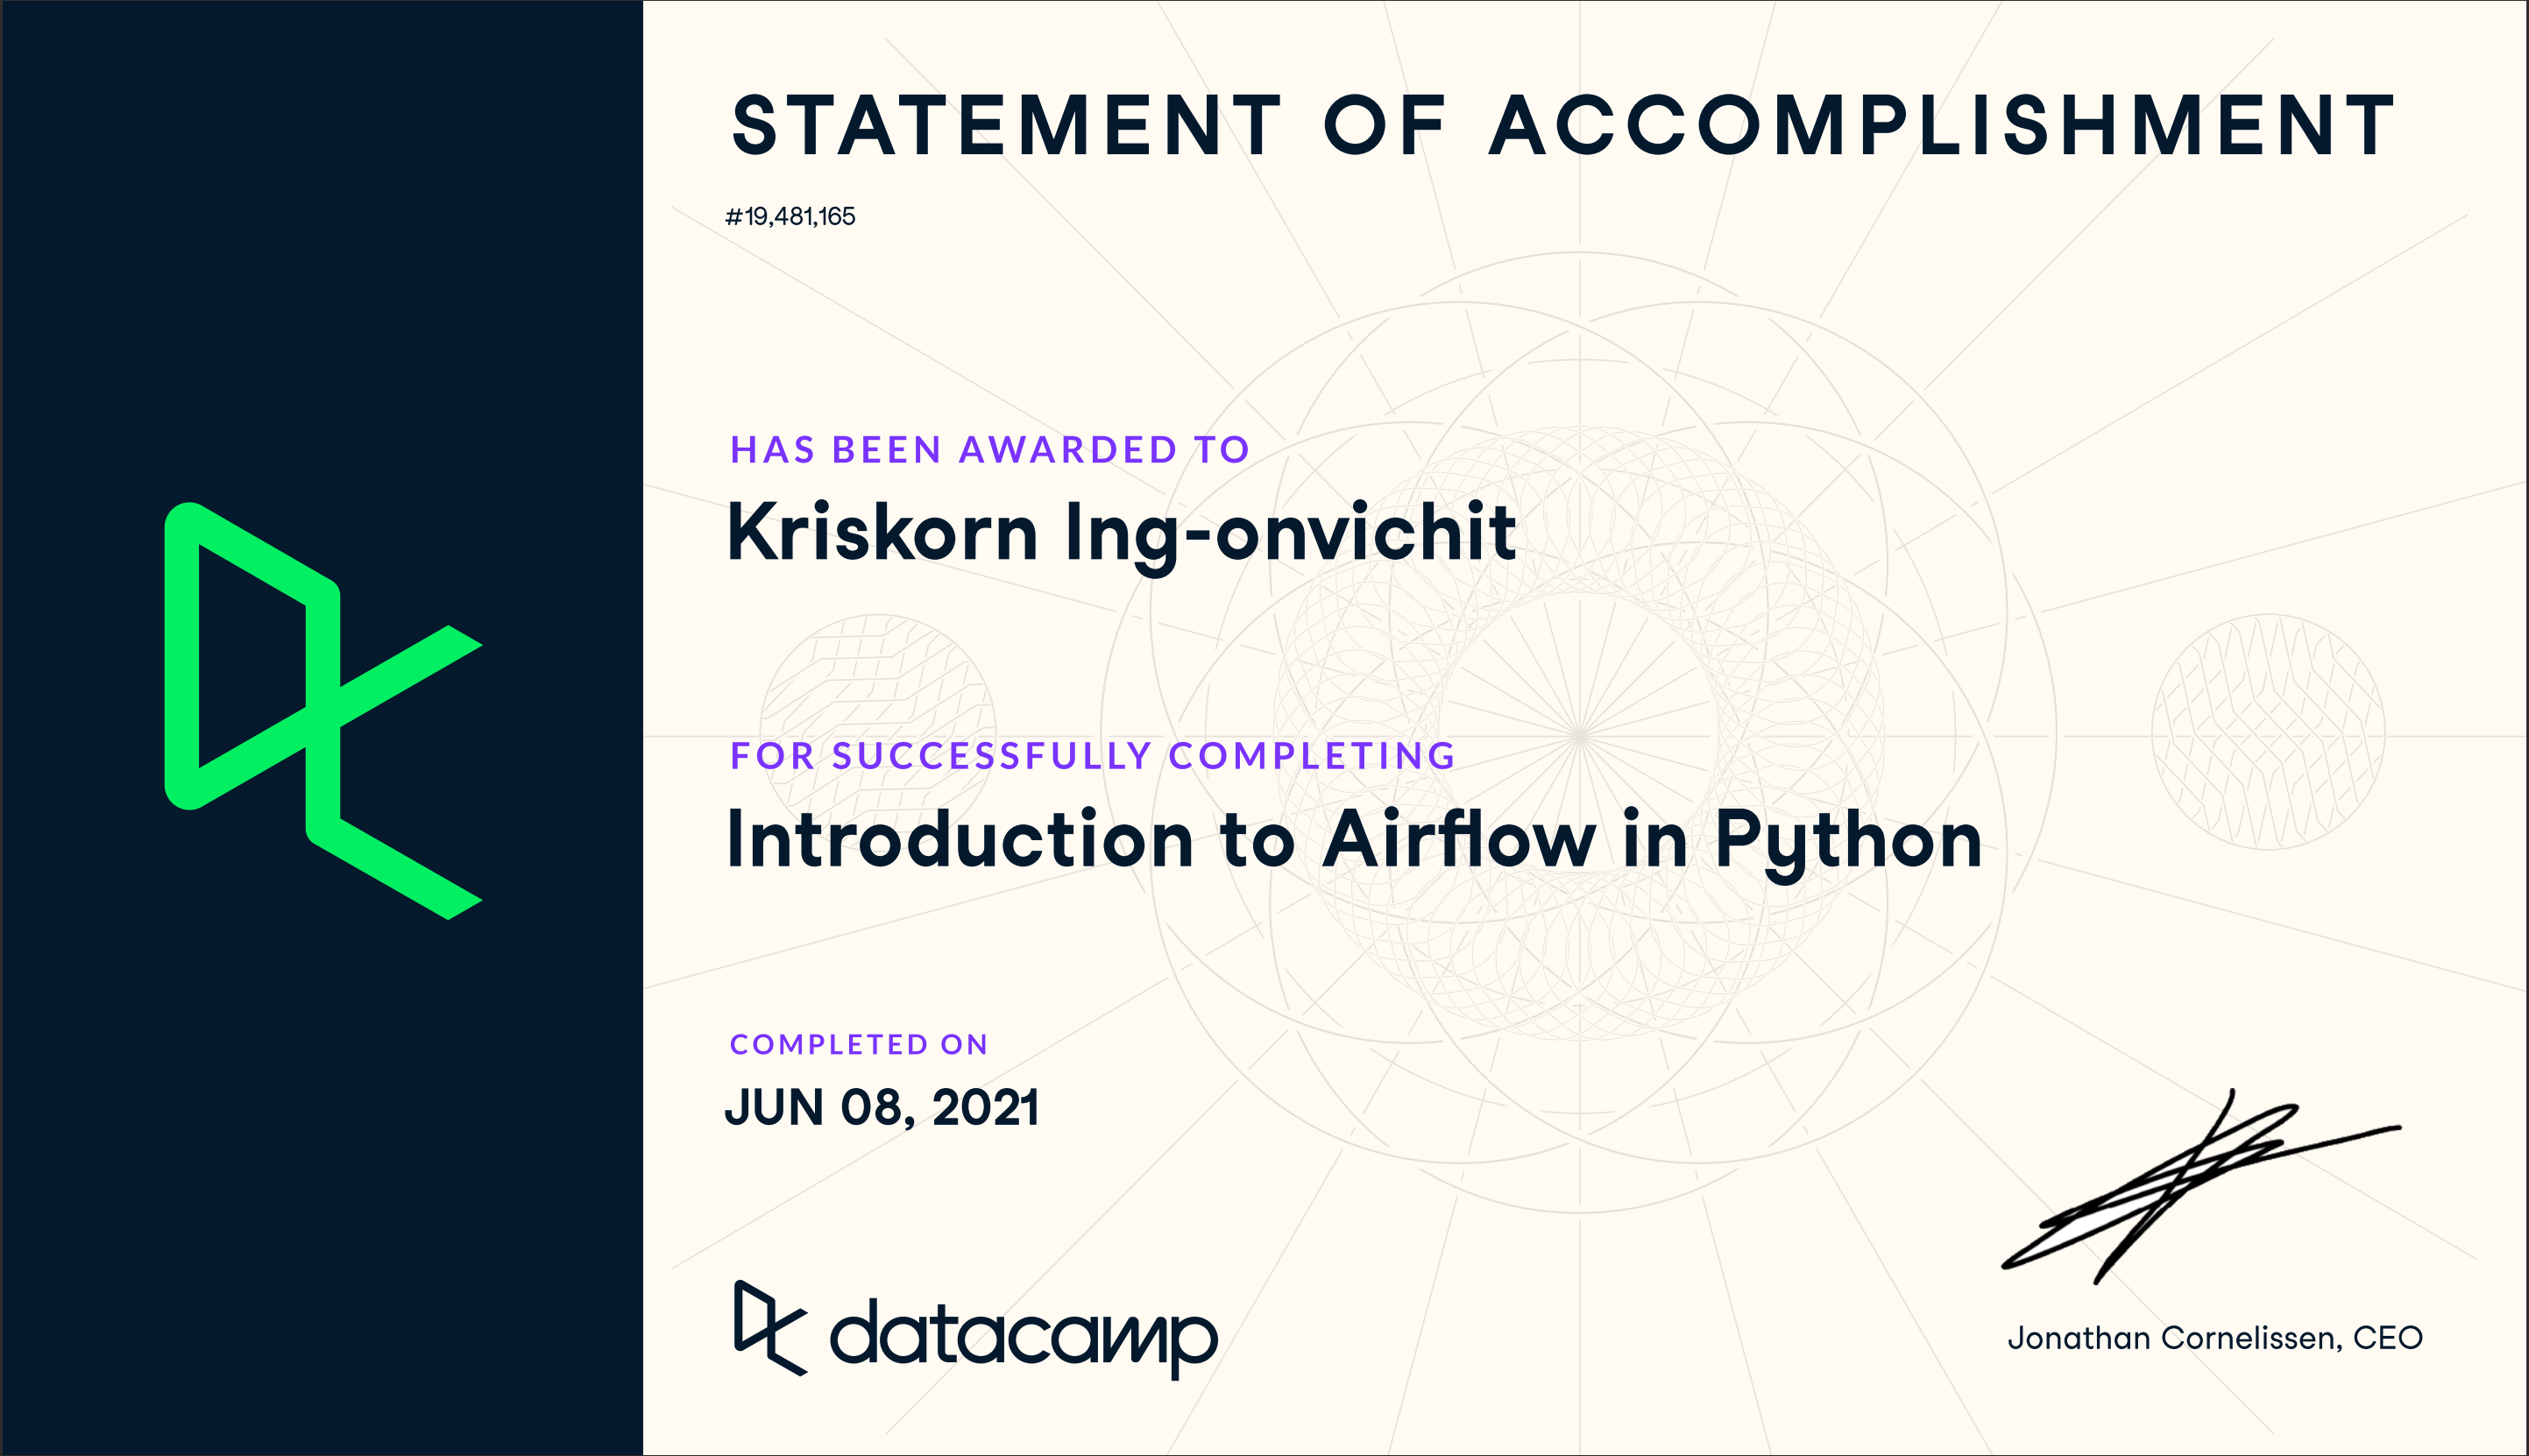 STATEMENT OF ACCOMPLISHMENT
#19,481,165
HAS BEEN AWARDED TO
Kriskorn Ing-onvichit
FOR SUCCESSFULLY COMPLETING
Introduction to Airflow in Python
COMPLETED ON
JUN 08, 2021
datacamp
Jonathan Cornelissen, CEO